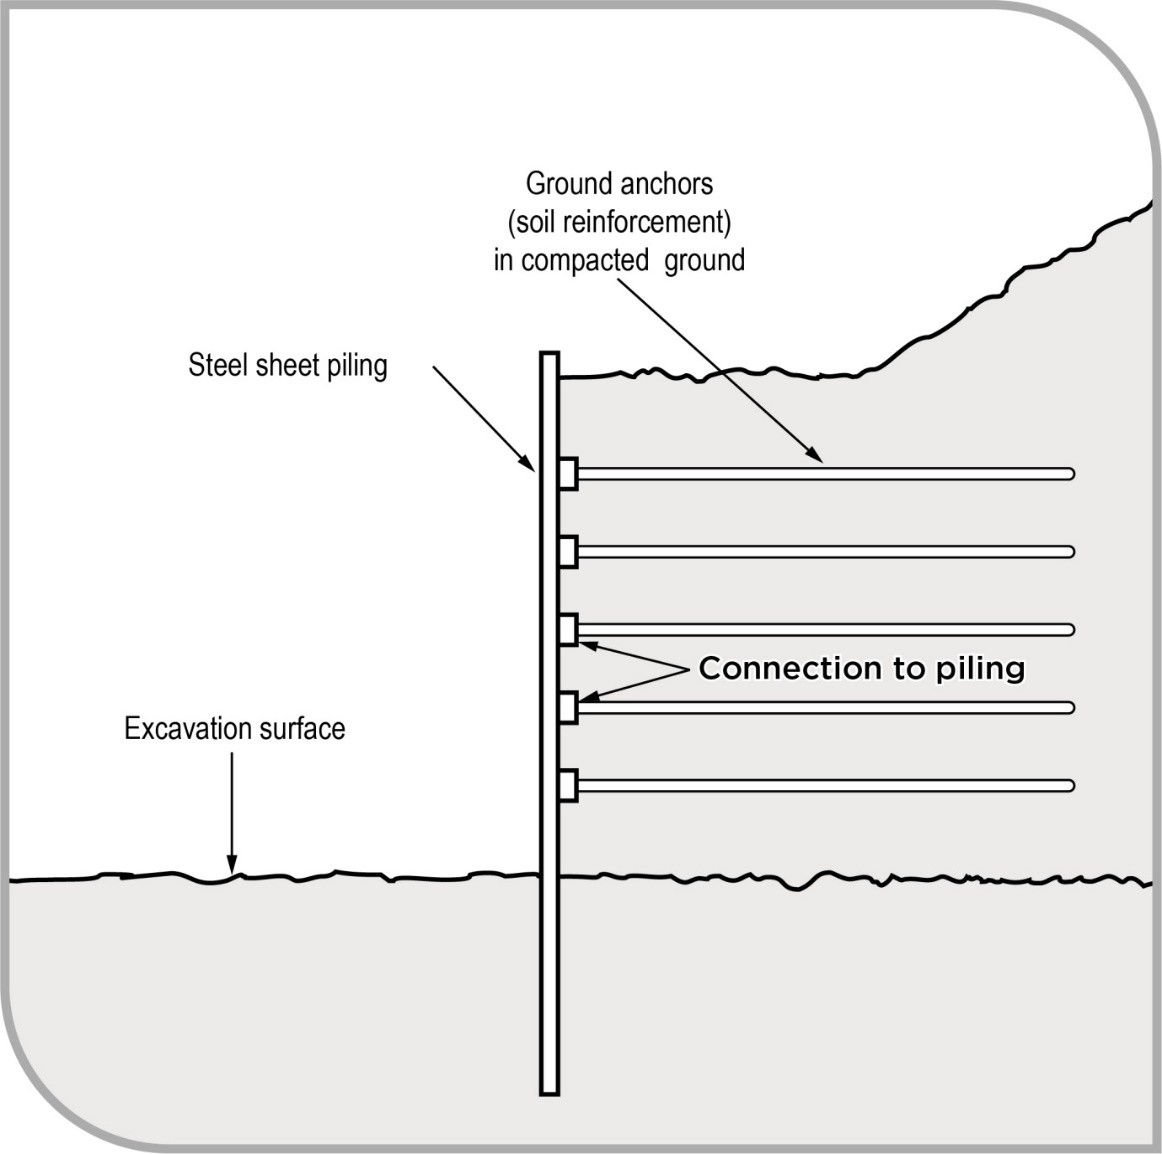 Ground anchors
(soil reinforcement)
in compacted ground
Steel sheet piling
Connection to piling
Excavation surface